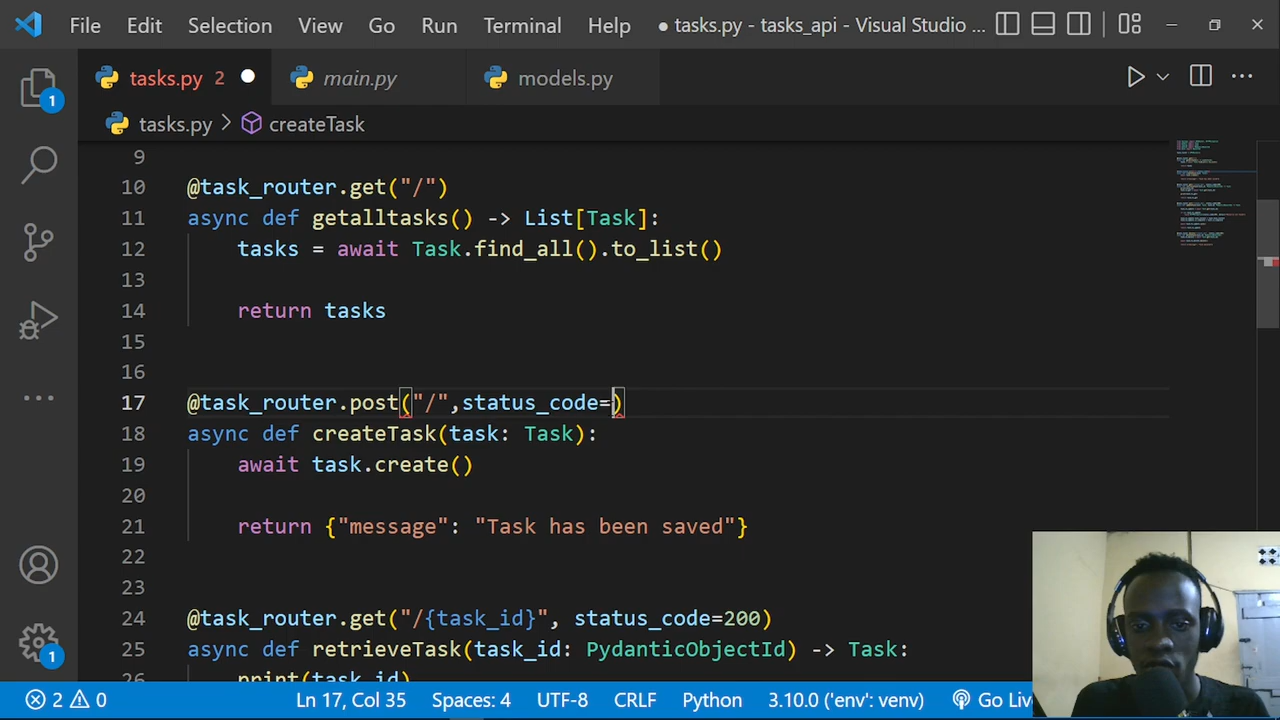 File Edit Selection View Go Run Terminal Help ● tasks.py - tasks_api - Visual Studio ...
tasks.py 2 ● main.py models.py
tasks.py > createTask
9
10 @task_router.get("/")
11 async def getalltasks() -> List[Task]:
12 tasks = await Task.find_all().to_list()
13
14 return tasks
15
16
17 @task_router.post("/",status_code=)
18 async def createTask(task: Task):
19 await task.create()
20
21 return {"message": "Task has been saved"}
22
23
24 @task_router.get("/{task_id}", status_code=200)
25 async def retrieveTask(task_id: PydanticObjectId) -> Task:
26 print(task_id)
1
1
2 0 Ln 17, Col 35 Spaces: 4 UTF-8 CRLF Python 3.10.0 ('env': venv) Go Liv